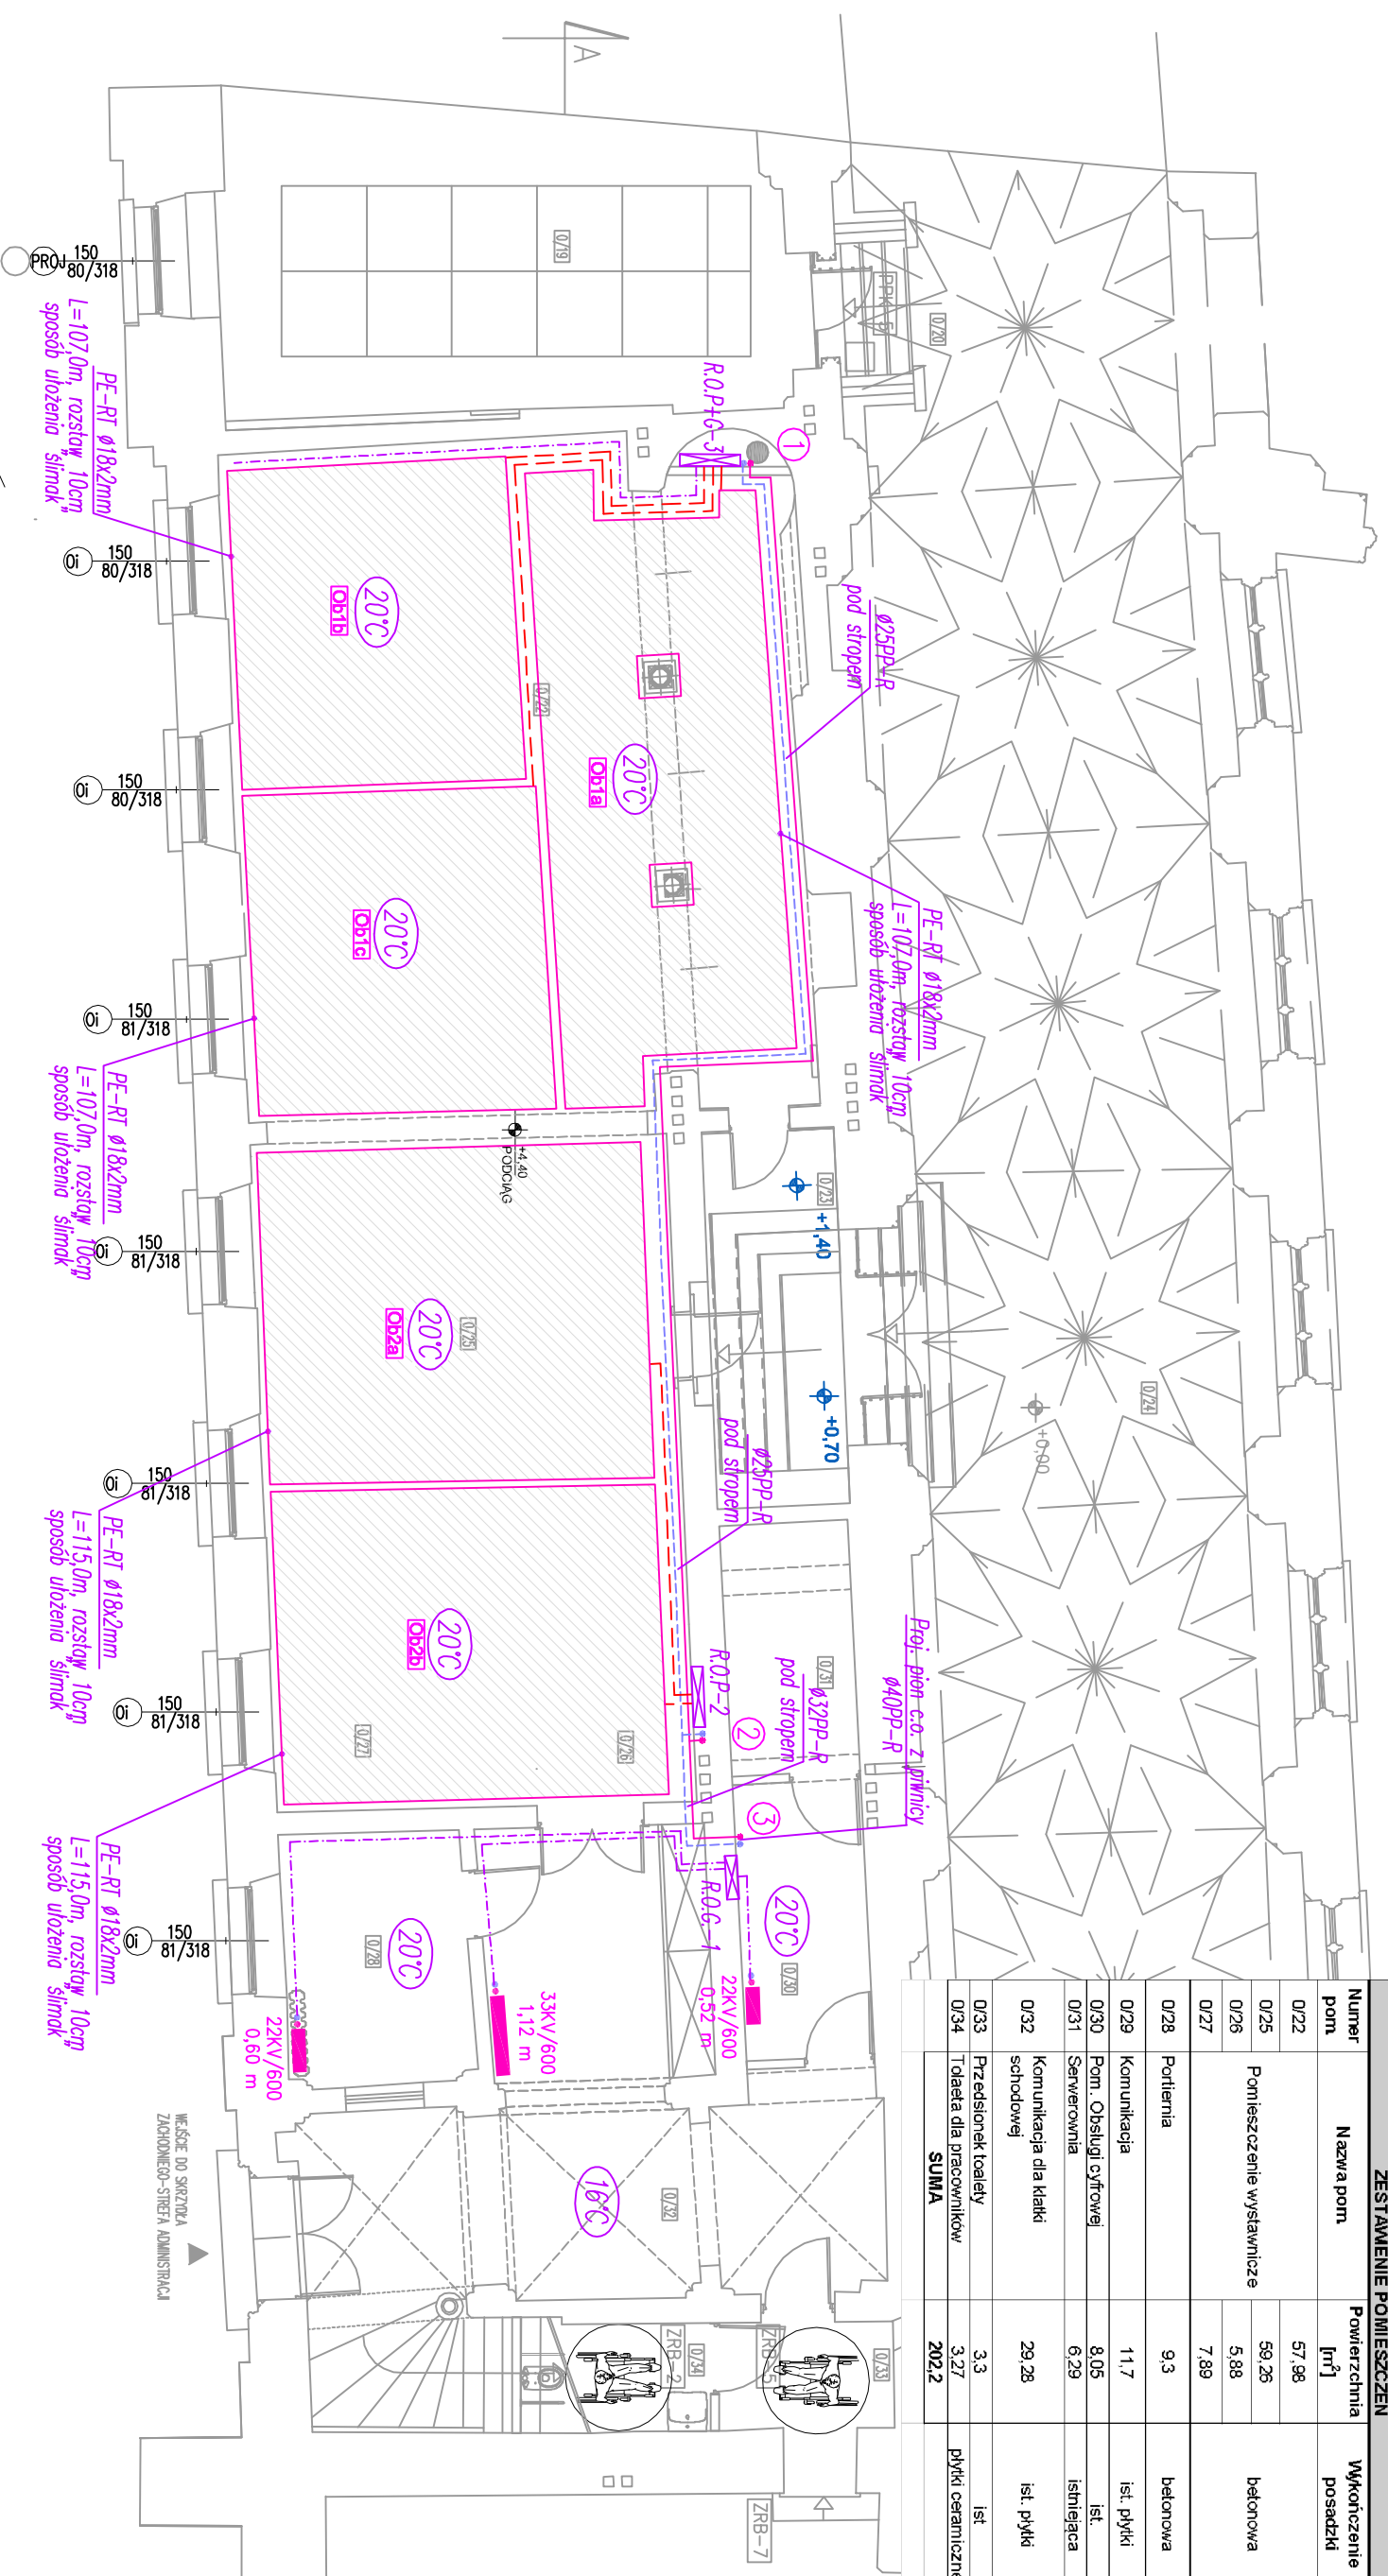 ZESTAWIENIE POMIESZCZEN
Numer pom.
Nazwa pom.
Powierzchnia [m²]
Wykończenie posadzki
0/22
57,98
0/25
Pomieszczenie wystawnicze
59,26
betonowa
0/26
5,88
0/27
7,89
0/28
Portiernia
9,3
betonowa
0/29
Komunikacja
11,7
ist. płytki
0/30
Pom. Obsługi cyfrowej
8,05
ist.
0/31
Serwerownia
6,29
istniejąca
0/32
Komunikacja dla klatki schodowej
29,28
ist. płytki
0/33
Przedsionek toalety
3,3
ist
0/34
Tolaeta dla pracowników
3,27
płytki ceramiczne
SUMA
202,2
A
0/19
0/20
R.O.P+G-3
1
ø25PP-R
pod stropem
PE-RT ø18x2mm
L=107,0m, rozstaw 10cm
sposób ułożenia „ślimak”
20°C
Ob1a
0/22
20°C
Ob1b
20°C
Ob1c
PE-RT ø18x2mm
L=107,0m, rozstaw 10cm
sposób ułożenia „ślimak”
PE-RT ø18x2mm
L=107,0m, rozstaw 10cm
sposób ułożenia „ślimak”
PROJ
150
80/318
0i
150
80/318
0i
150
80/318
0i
150
81/318
0i
150
81/318
0i
150
81/318
0i
150
81/318
0i
150
81/318
+4,40
PODCIĄG
0/23
+1,40
+0,70
0/24
+0,00
20°C
0/25
Ob2a
20°C
Ob2b
0/26
0/27
ø25PP-R
pod stropem
R.O.P-2
2
0/31
ø32PP-R
pod stropem
Proj. pion c.o. z piwnicy
ø40PP-R
3
R.O.G.-1
PE-RT ø18x2mm
L=115,0m, rozstaw 10cm
sposób ułożenia „ślimak”
PE-RT ø18x2mm
L=115,0m, rozstaw 10cm
sposób ułożenia „ślimak”
20°C
0/30
22KV/600
0,52 m
33KV/600
1,12 m
22KV/600
0,60 m
20°C
0/28
16°C
0/32
WEJŚCIE DO SKRZYDŁA
ZACHODNIEGO-STREFA ADMINISTRACJI
0/33
0/34
ZRB-7